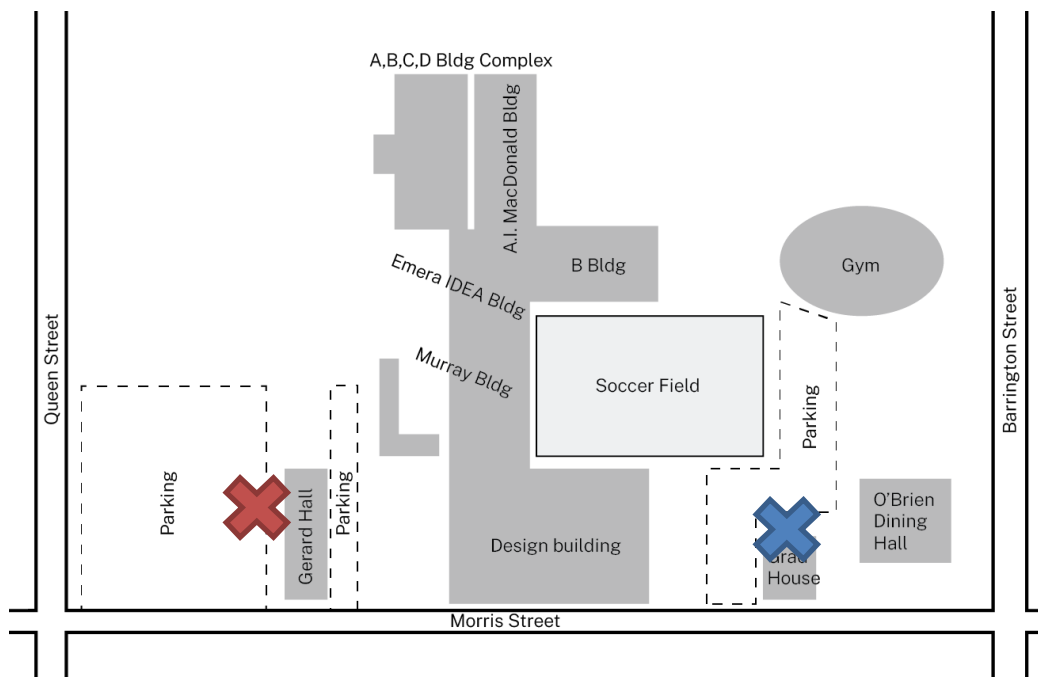 A,B,C,D Bldg Complex
A.I. MacDonald Bldg
B Bldg
Gym
Emera IDEA Bldg
Murray Bldg
Soccer Field
Queen Street
Barrington Street
Parking
Parking
Gerard Hall
Parking
Design building
Grad
House
O'Brien
Dining
Hall
Morris Street